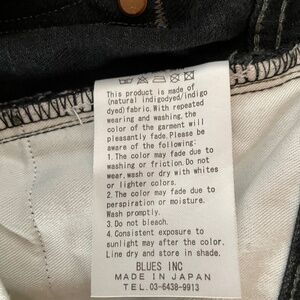 This product is made of
(natural indigodyed/indigo
dyed)fabric. With repeated
wearing and washing, the
color of the garment will
pleasantly fade. Please be
aware of the following:
1. The color may fade due to
washing or friction. Do not
wear, wash or dry with whites
or lighter colors.
2. The color may fade due to
perspiration or moisture.
Wash promptly.
3. Do not bleach.
4. Consistent exposure to
sunlight may alter the color.
Line dry and store in shade.
BLUES INC
MADE IN JAPAN
TEL. 03-6438-9913